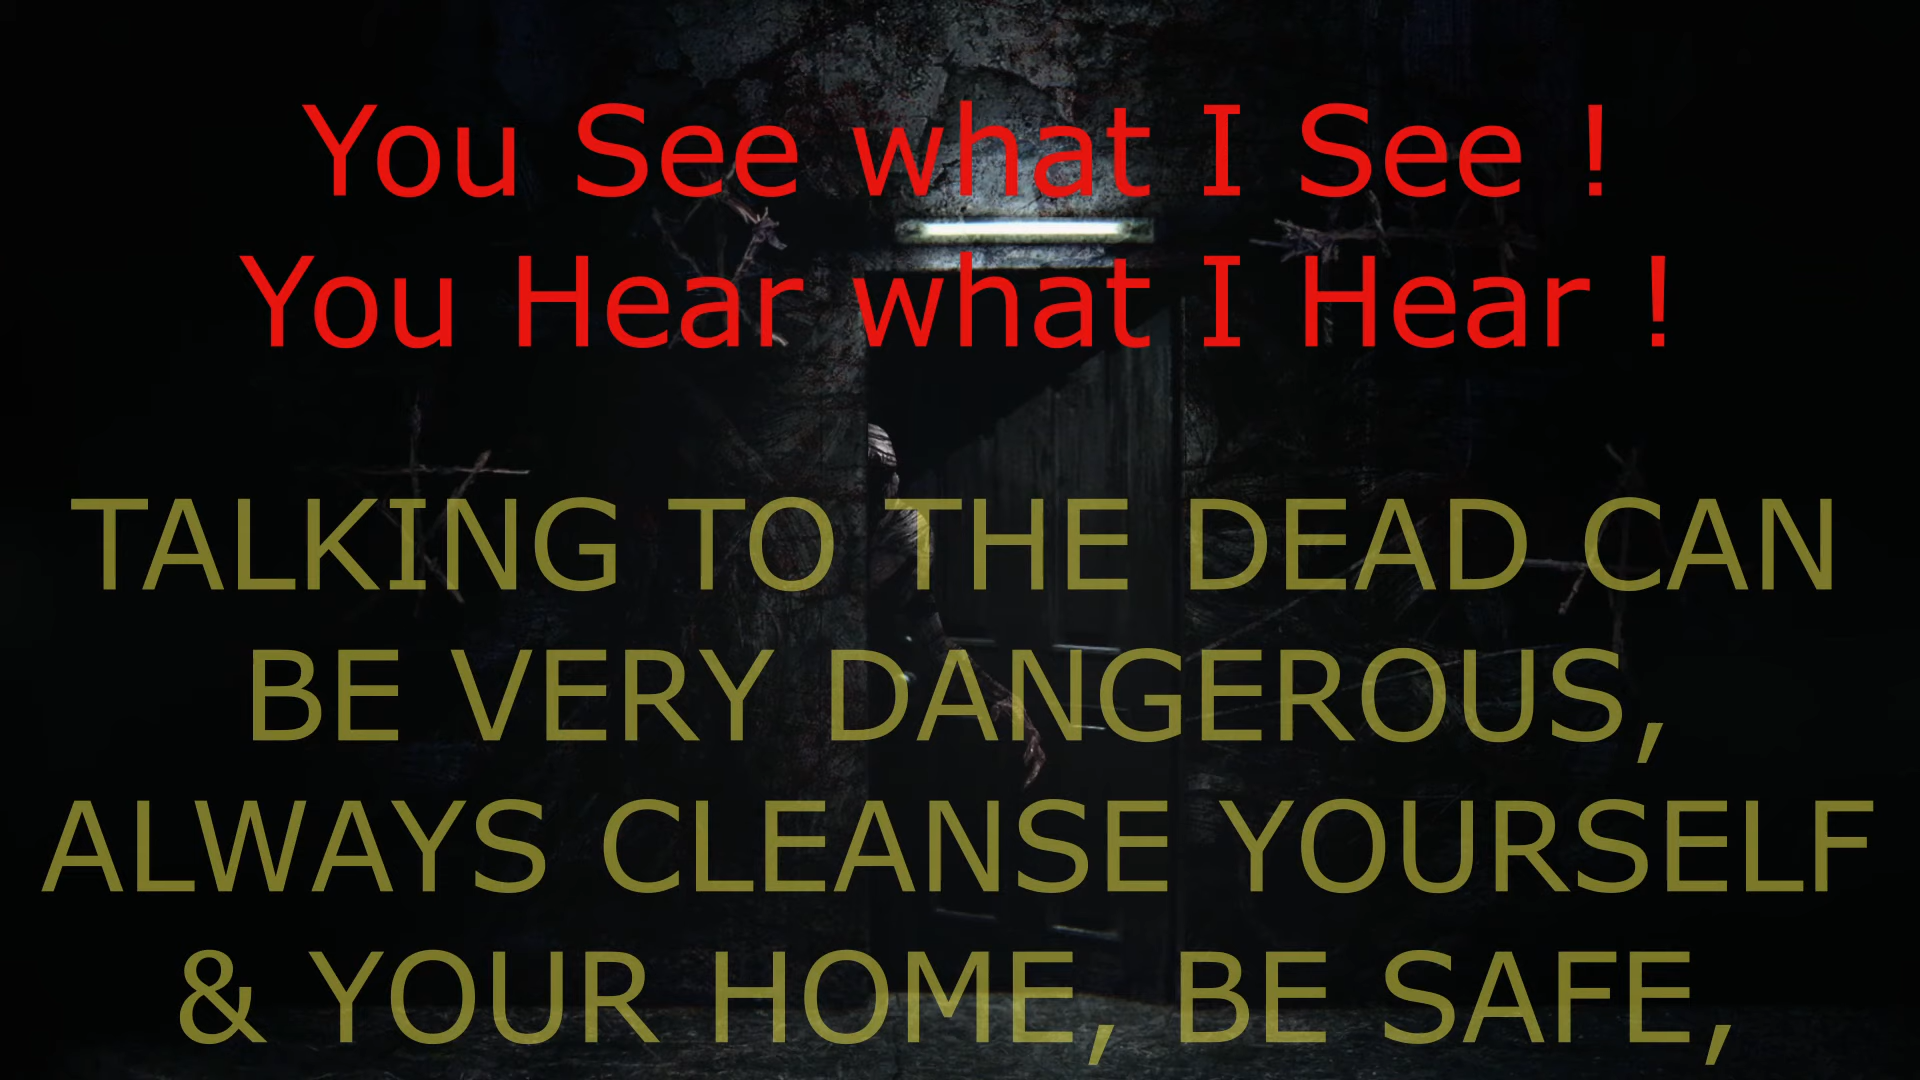 You See what I See !
You Hear what I Hear !
TALKING TO THE DEAD CAN
BE VERY DANGEROUS,
ALWAYS CLEANSE YOURSELF
& YOUR HOME, BE SAFE,